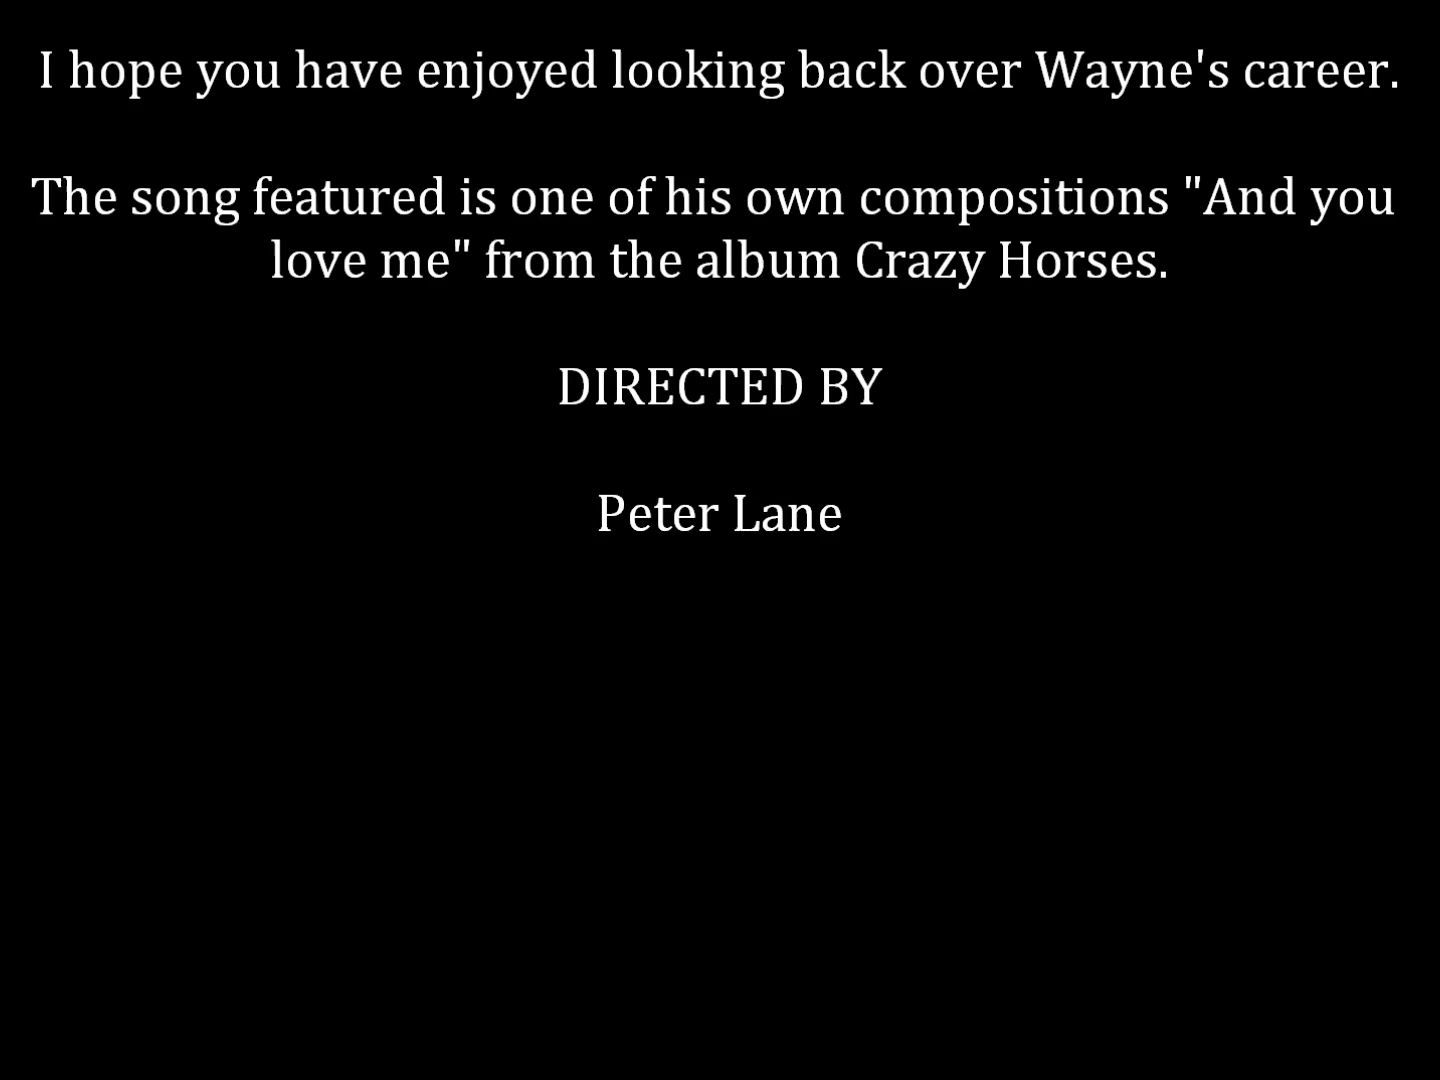 I hope you have enjoyed looking back over Wayne's career.
The song featured is one of his own compositions "And you
love me" from the album Crazy Horses.
DIRECTED BY
Peter Lane